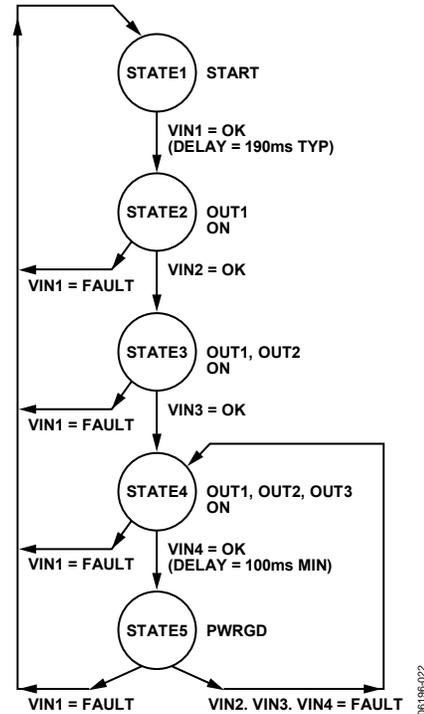 STATE1 START
VIN1 = OK
(DELAY = 190ms TYP)
STATE2 OUT1
ON
VIN1 = FAULT
VIN2 = OK
STATE3 OUT1, OUT2
ON
VIN1 = FAULT
VIN3 = OK
STATE4 OUT1, OUT2, OUT3
ON
VIN1 = FAULT
VIN4 = OK
(DELAY = 100ms MIN)
STATE5 PWRGD
VIN1 = FAULT
VIN2. VIN3. VIN4 = FAULT
06196-022